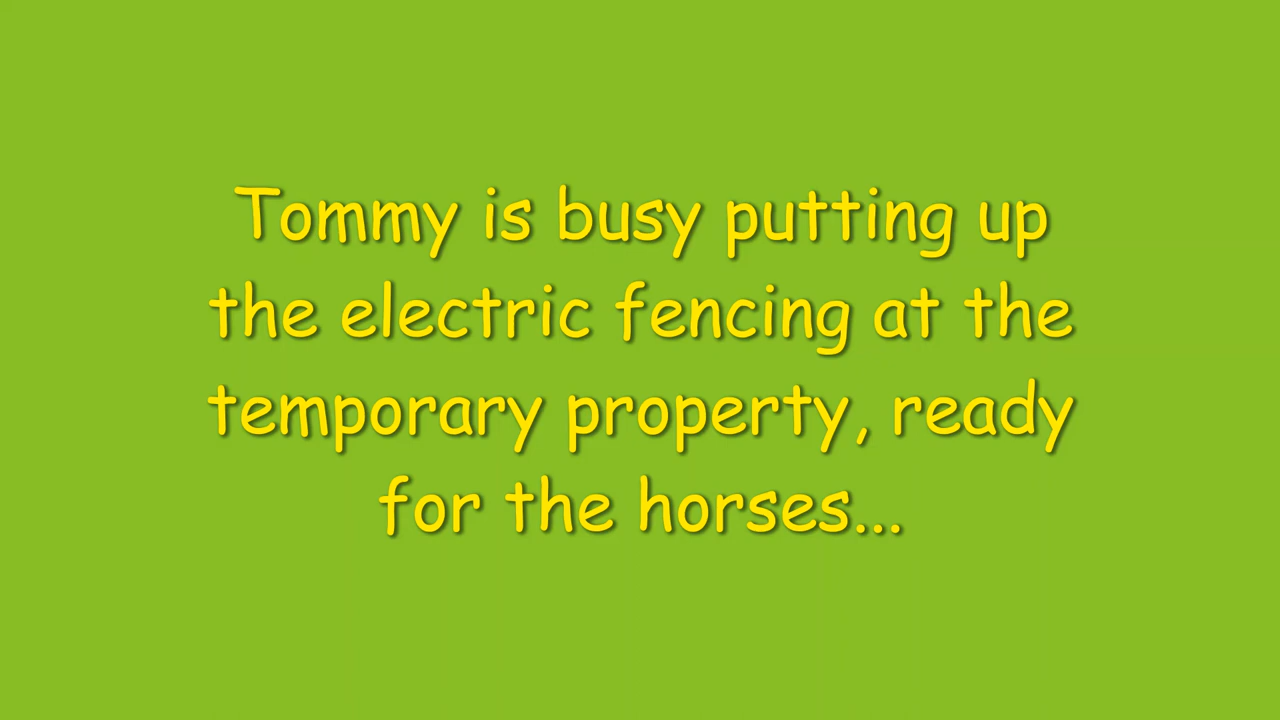 Tommy is busy putting up
the electric fencing at the
temporary property, ready
for the horses...